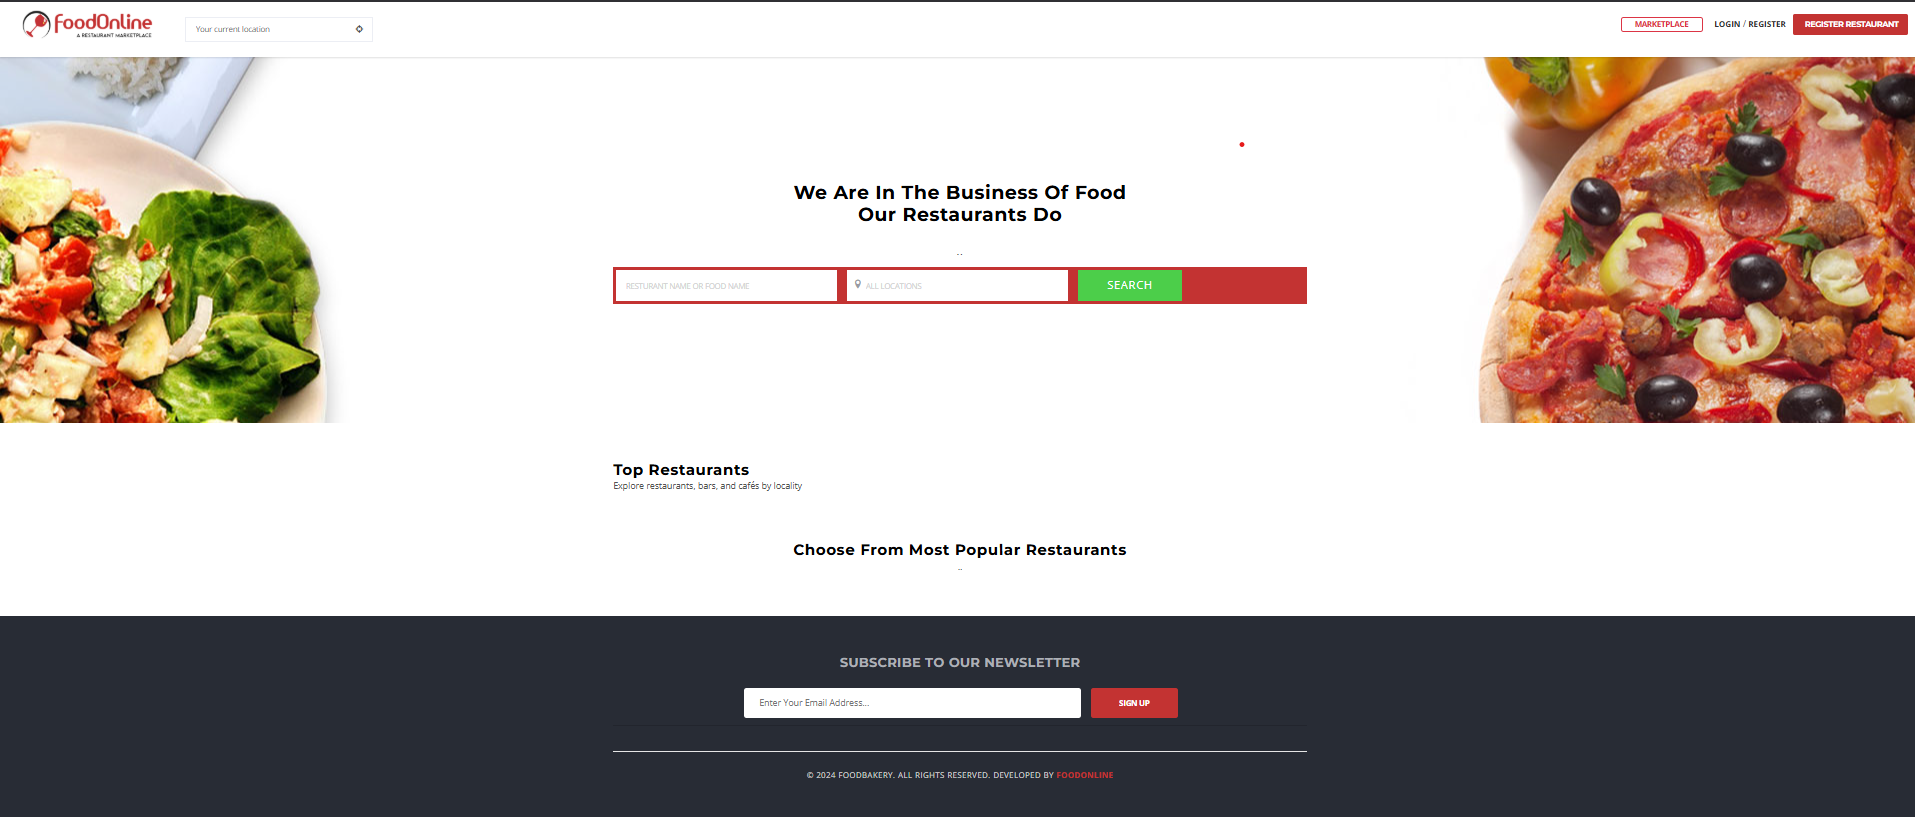 FoodOnline
A RESTAURANT MARKETPLACE
Your current location
MARKETPLACE
LOGIN / REGISTER
REGISTER RESTAURANT
We Are In The Business Of Food
Our Restaurants Do
..
RESTURANT NAME OR FOOD NAME
ALL LOCATIONS
SEARCH
Top Restaurants
Explore restaurants, bars, and cafés by locality
Choose From Most Popular Restaurants
..
SUBSCRIBE TO OUR NEWSLETTER
Enter Your Email Address...
SIGN UP
© 2024 FOODBAKERY. ALL RIGHTS RESERVED. DEVELOPED BY FOODONLINE